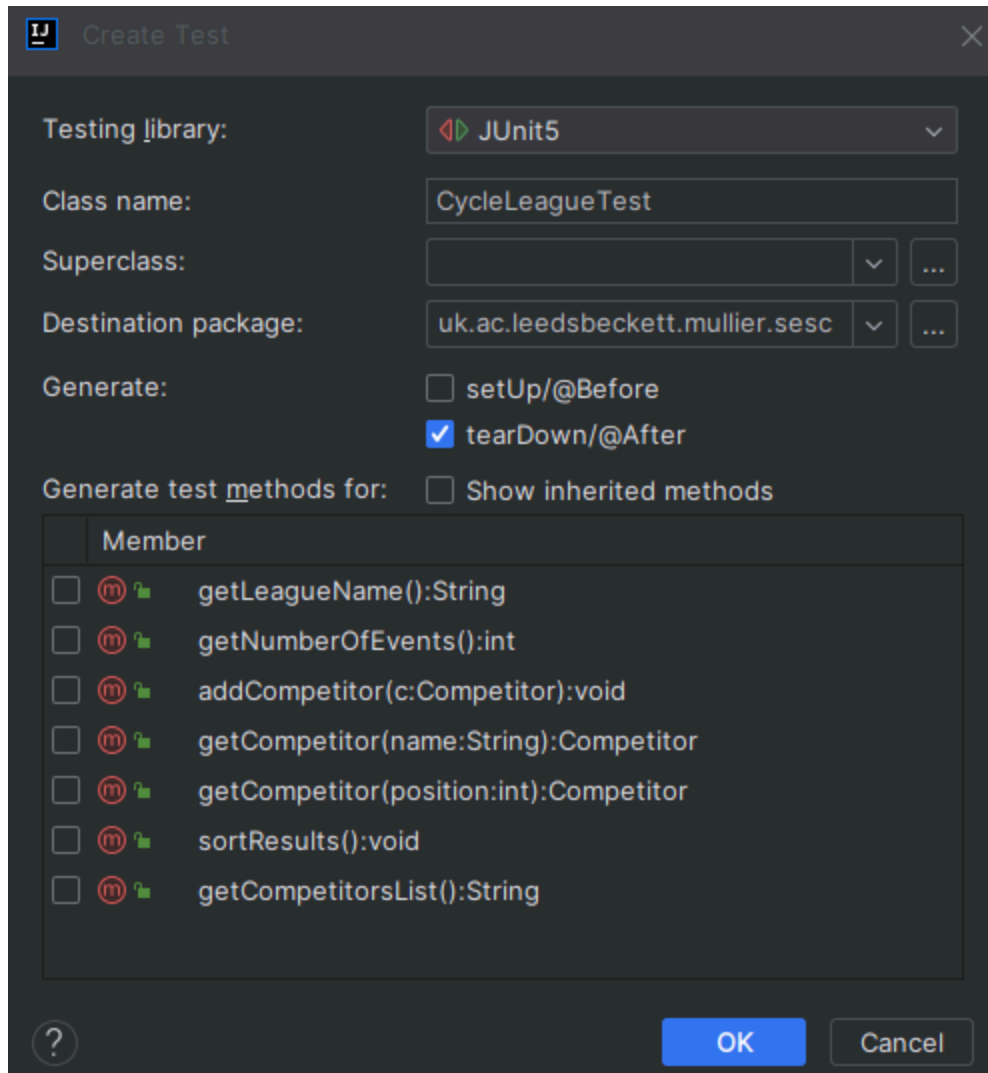 IJ
Create Test
Testing library: JUnit5
Class name: CycleLeagueTest
Superclass: ...
Destination package: uk.ac.leedsbeckett.mullier.sesc ...
Generate: setUp/@Before
tearDown/@After
Generate test methods for: Show inherited methods
Member
m getLeagueName():String
m getNumberOfEvents():int
m addCompetitor(c:Competitor):void
m getCompetitor(name:String):Competitor
m getCompetitor(position:int):Competitor
m sortResults():void
m getCompetitorsList():String
? OK Cancel